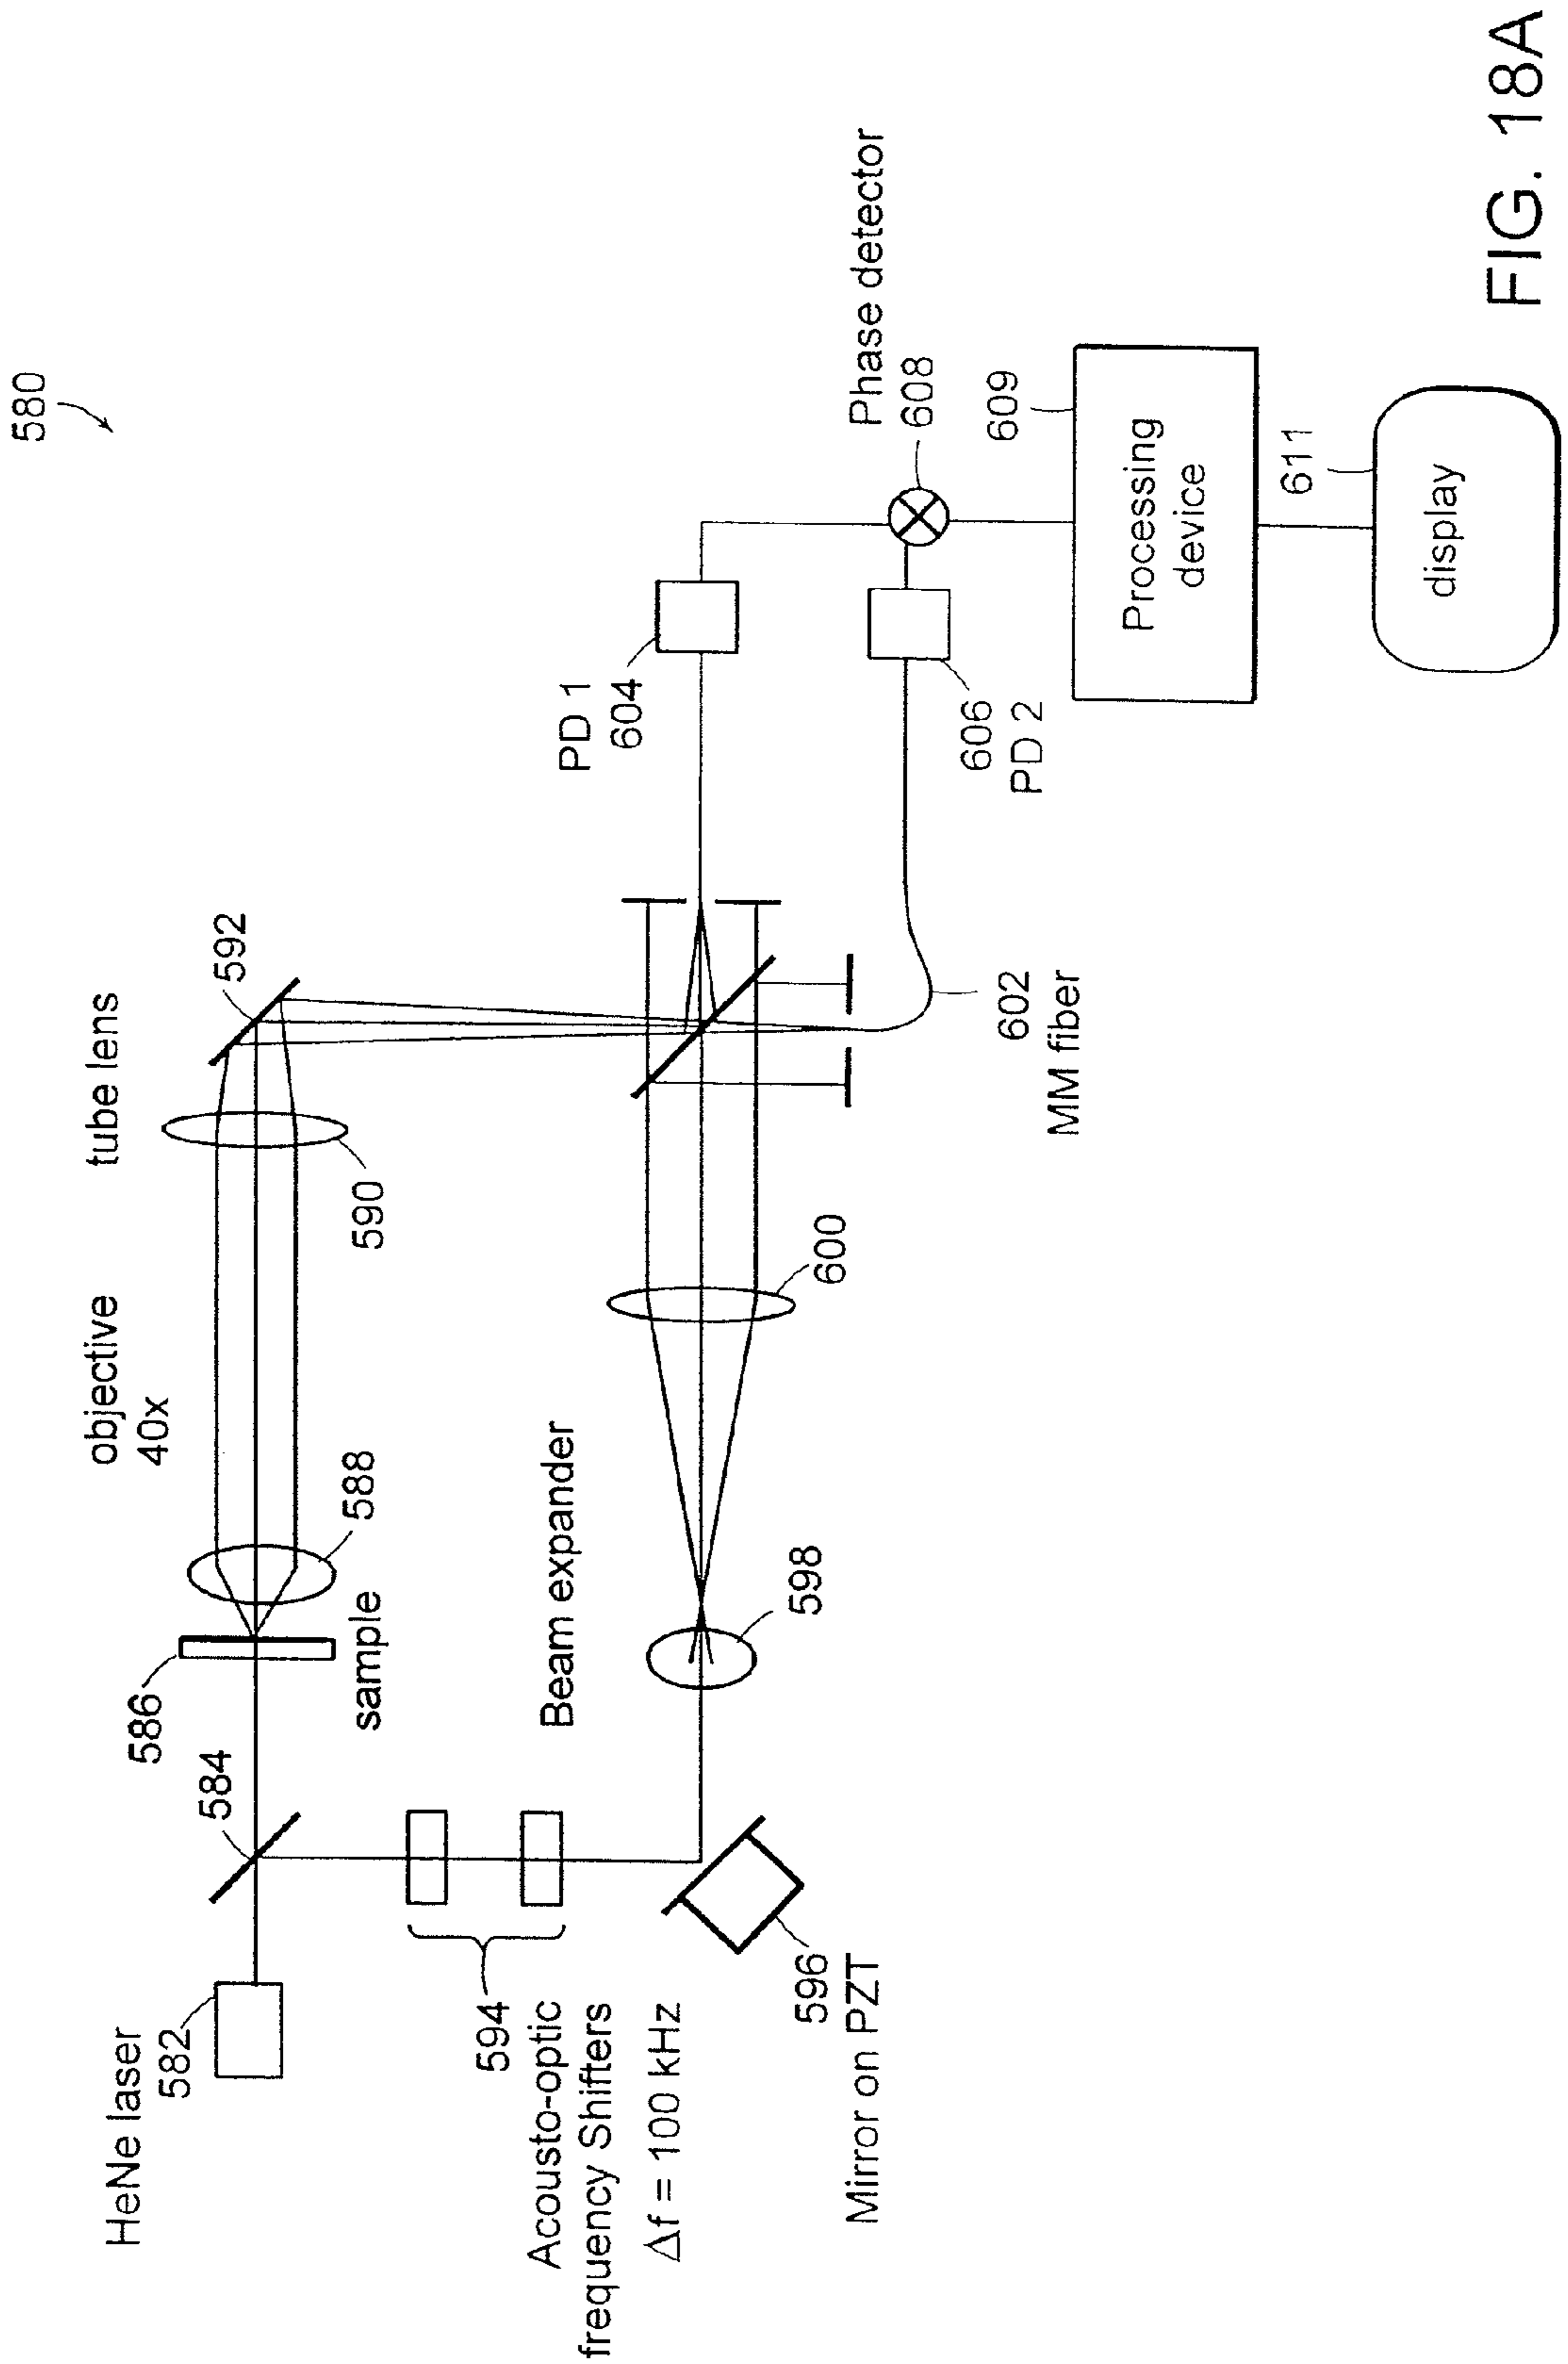 580
HeNe laser
582
584
586
sample
objective
40x
588
tube lens
590
592
594
Acousto-optic
frequency Shifters
Δf = 100 kHz
596
Mirror on PZT
Beam expander
598
600
602
MM fiber
PD 1
604
606
PD 2
Phase detector
608
609
Processing
device
611
display
FIG. 18A